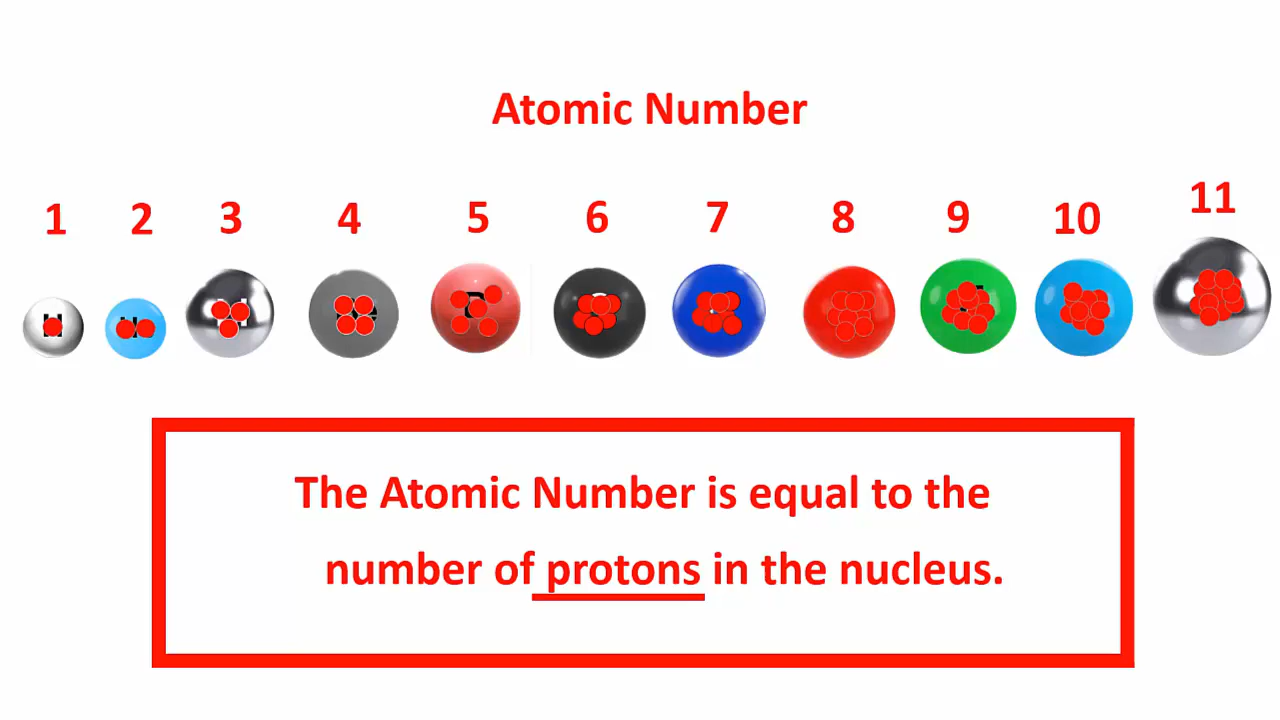 Atomic Number
1 2 3 4 5 6 7 8 9 10 11
The Atomic Number is equal to the
number of protons in the nucleus.